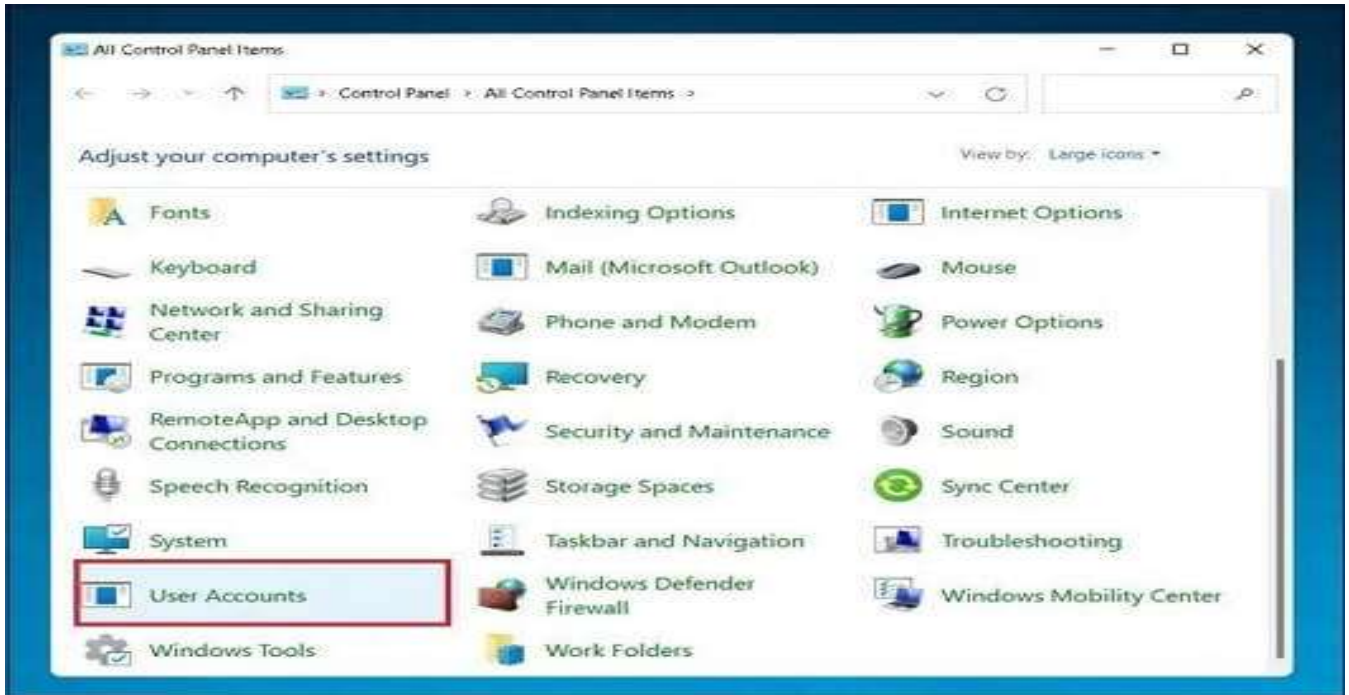 All Control Panel Items
Control Panel > All Control Panel Items >
Adjust your computer's settings
View by: Large icons
Fonts
Indexing Options
Internet Options
Keyboard
Mail (Microsoft Outlook)
Mouse
Network and Sharing
Center
Phone and Modem
Power Options
Programs and Features
Recovery
Region
RemoteApp and Desktop
Connections
Security and Maintenance
Sound
Speech Recognition
Storage Spaces
Sync Center
System
Taskbar and Navigation
Troubleshooting
User Accounts
Windows Defender
Firewall
Windows Mobility Center
Windows Tools
Work Folders